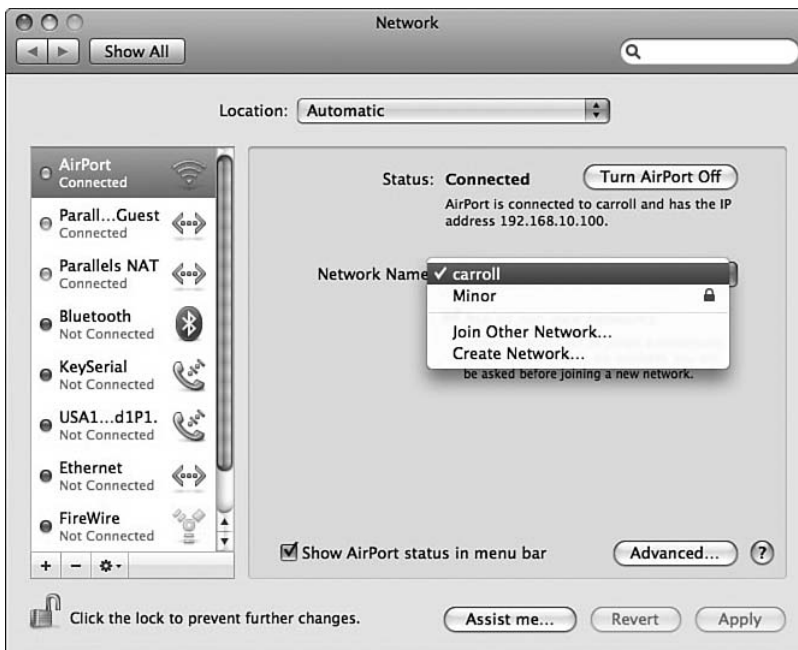 Network
Show All
Location: Automatic
AirPort
Connected
Parall...Guest
Connected
Parallels NAT
Connected
Bluetooth
Not Connected
KeySerial
Not Connected
USA1...d1P1.
Not Connected
Ethernet
Not Connected
FireWire
Not Connected
Status: Connected
Turn AirPort Off
AirPort is connected to carroll and has the IP
address 192.168.10.100.
Network Name
✓ carroll
Minor
Join Other Network...
Create Network...
be asked before joining a new network.
Show AirPort status in menu bar
Advanced...
?
Click the lock to prevent further changes.
Assist me...
Revert
Apply